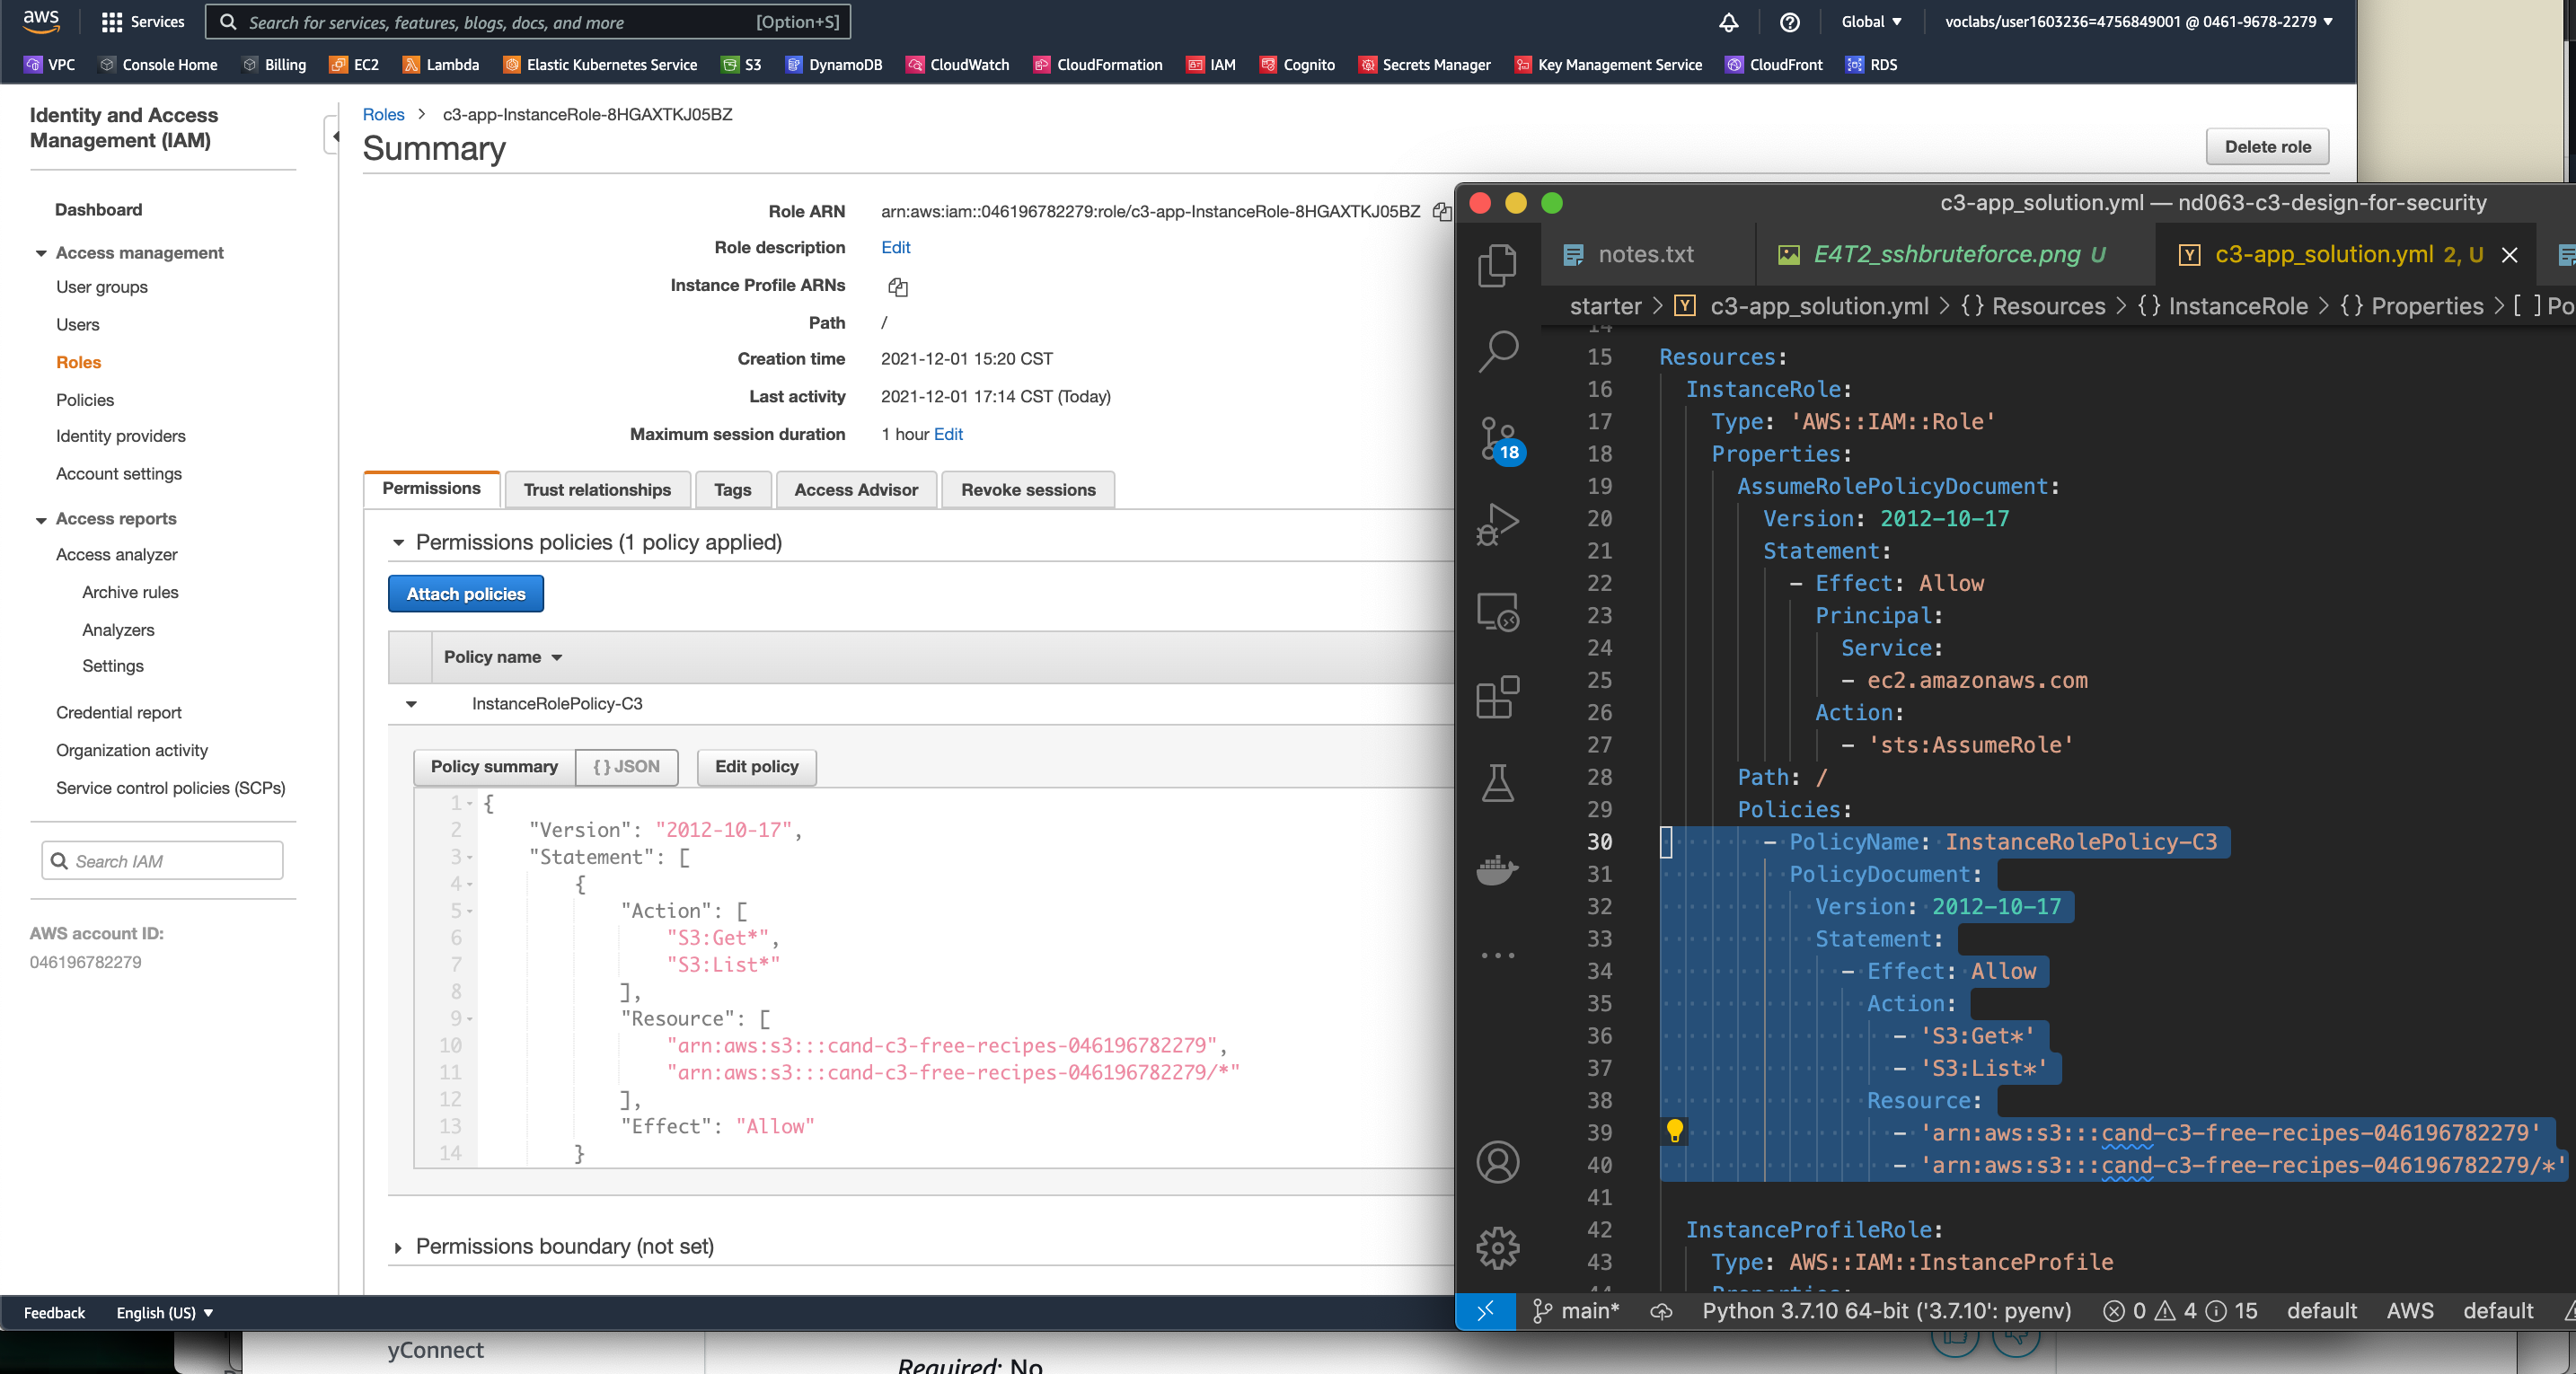 aws Services Search for services, features, blogs, docs, and more [Option+S] Global voclabs/user1603236=4756849001 @ 0461-9678-2279
VPC Console Home Billing EC2 Lambda Elastic Kubernetes Service S3 DynamoDB CloudWatch CloudFormation IAM Cognito Secrets Manager Key Management Service CloudFront RDS
Identity and Access
Management (IAM)
Dashboard
Access management
User groups
Users
Roles
Policies
Identity providers
Account settings
Access reports
Access analyzer
Archive rules
Analyzers
Settings
Credential report
Organization activity
Service control policies (SCPs)
Search IAM
AWS account ID:
046196782279
Roles > c3-app-InstanceRole-8HGAXTKJ05BZ
Summary
Delete role
Role ARN arn:aws:iam::046196782279:role/c3-app-InstanceRole-8HGAXTKJ05BZ
Role description Edit
Instance Profile ARNs
Path /
Creation time 2021-12-01 15:20 CST
Last activity 2021-12-01 17:14 CST (Today)
Maximum session duration 1 hour Edit
Permissions Trust relationships Tags Access Advisor Revoke sessions
Permissions policies (1 policy applied)
Attach policies
Policy name
InstanceRolePolicy-C3
Policy summary { } JSON Edit policy
1 {
2 "Version": "2012-10-17",
3 "Statement": [
4 {
5 "Action": [
6 "S3:Get*",
7 "S3:List*"
8 ],
9 "Resource": [
10 "arn:aws:s3:::cand-c3-free-recipes-046196782279",
11 "arn:aws:s3:::cand-c3-free-recipes-046196782279/*"
12 ],
13 "Effect": "Allow"
14 }
Permissions boundary (not set)
Feedback English (US)
c3-app_solution.yml — nd063-c3-design-for-security
notes.txt E4T2_sshbruteforce.png U c3-app_solution.yml 2, U
starter > c3-app_solution.yml > {} Resources > {} InstanceRole > {} Properties > [ ] Po
18
14
15 Resources:
16 InstanceRole:
17 Type: 'AWS::IAM::Role'
18 Properties:
19 AssumeRolePolicyDocument:
20 Version: 2012-10-17
21 Statement:
22 - Effect: Allow
23 Principal:
24 Service:
25 - ec2.amazonaws.com
26 Action:
27 - 'sts:AssumeRole'
28 Path: /
29 Policies:
30 - PolicyName: InstanceRolePolicy-C3
31 PolicyDocument:
32 Version: 2012-10-17
33 Statement:
34 - Effect: Allow
35 Action:
36 - 'S3:Get*'
37 - 'S3:List*'
38 Resource:
39 - 'arn:aws:s3:::cand-c3-free-recipes-046196782279'
40 - 'arn:aws:s3:::cand-c3-free-recipes-046196782279/*'
41
42 InstanceProfileRole:
43 Type: AWS::IAM::InstanceProfile
44 Properties:
main* Python 3.7.10 64-bit ('3.7.10': pyenv) 0 4 15 default AWS default
yConnect
Required: No